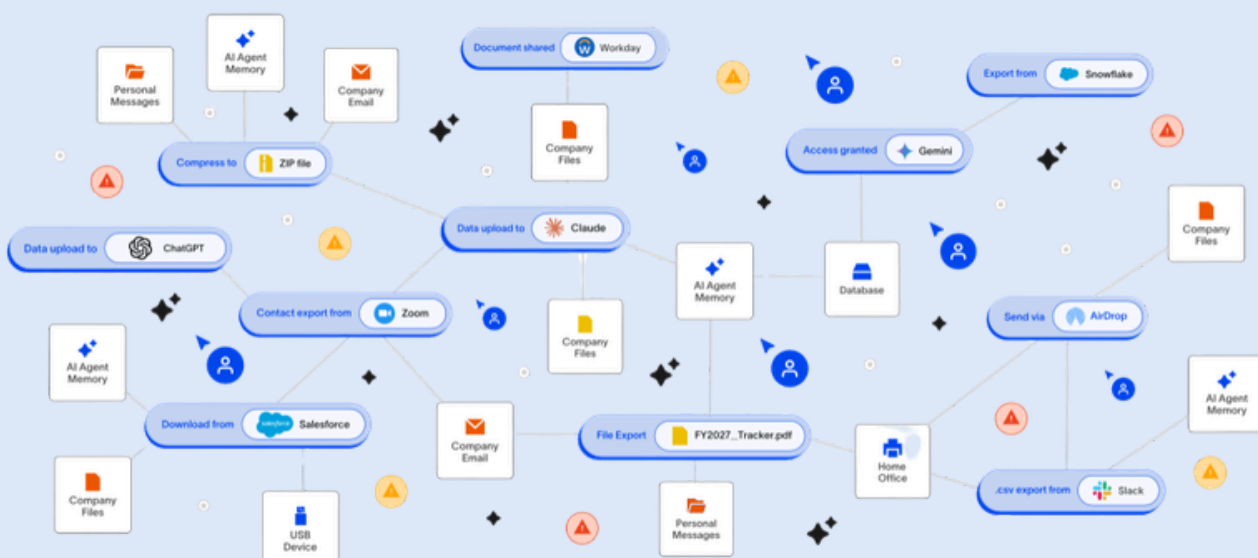 Document shared
Workday
AI Agent
Memory
Personal
Messages
Company
Email
Export from
Snowflake
Company
Files
Access granted
Gemini
Compress to
ZIP file
Data upload to
Claude
Company
Files
Data upload to
ChatGPT
AI Agent
Memory
Database
Contact export from
Zoom
Send via
AirDrop
Company
Files
AI Agent
Memory
AI Agent
Memory
Download from
salesforce
Salesforce
Company
Email
File Export
FY2027_Tracker.pdf
Home
Office
.csv export from
Slack
Company
Files
USB
Device
Personal
Messages